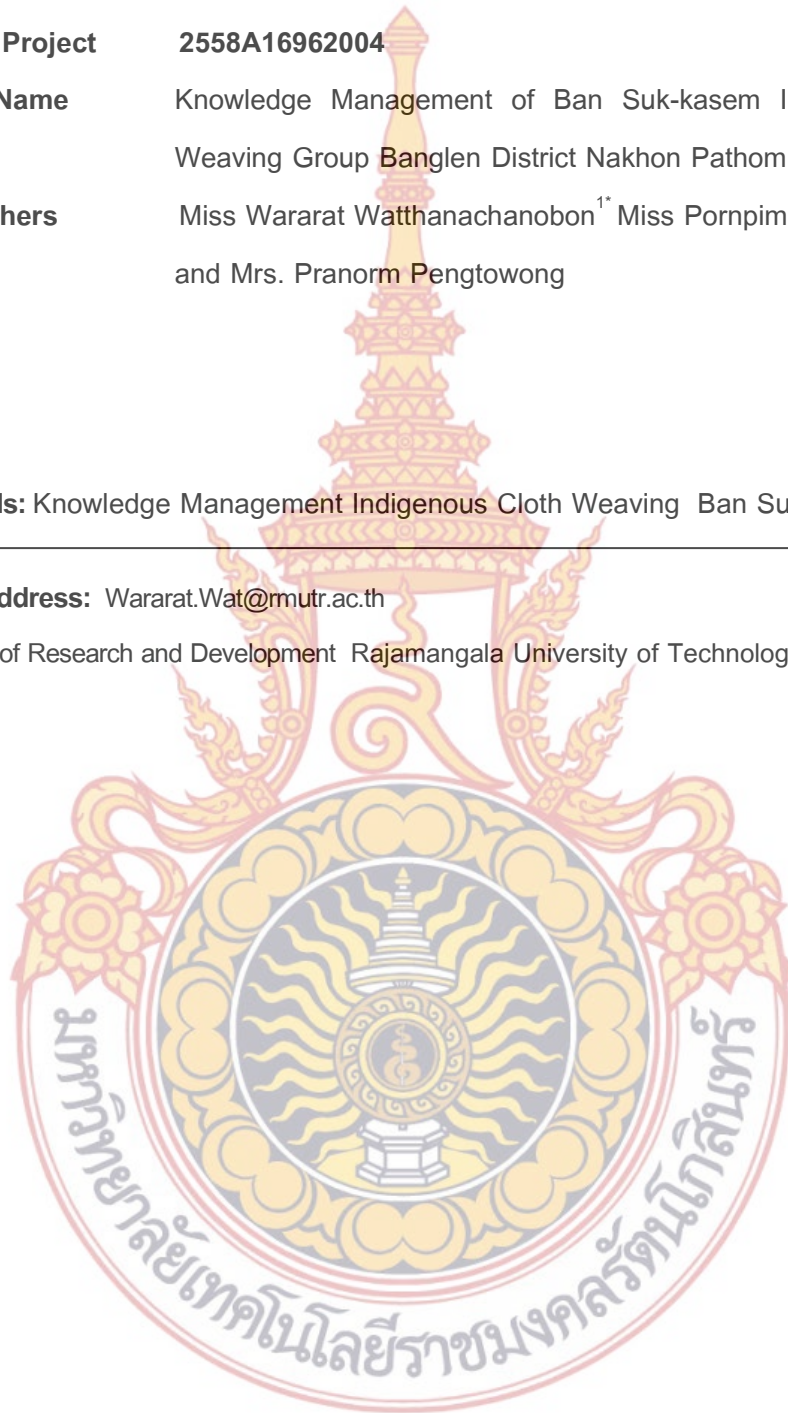 Project 2558A16962004
Name Knowledge Management of Ban Suk-kasem I
Weaving Group Banglen District Nakhon Pathom
hers Miss Wararat Watthanachanobon1* Miss Pornpim
and Mrs. Pranorm Pengtowong
ds: Knowledge Management Indigenous Cloth Weaving Ban Su
ddress: Wararat.Wat@rmutr.ac.th
of Research and Development Rajamangala University of Technolog
มหาวิทยาลัยเทคโนโลยีราชมงคลรัตนโกสินทร์